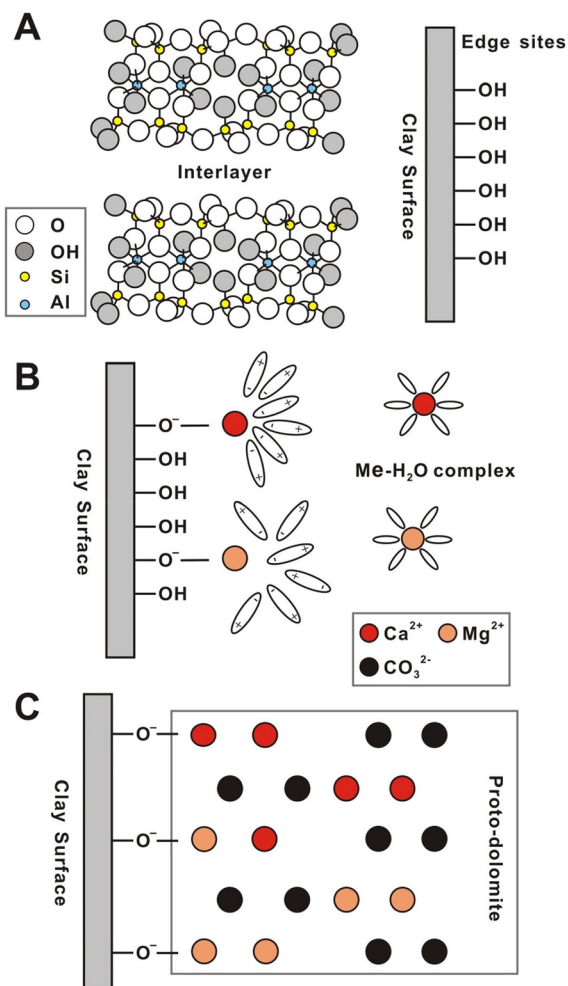 A
Edge sites
OH
OH
OH
OH
OH
OH
Clay Surface
Interlayer
O
OH
Si
Al
B
Clay Surface
O⁻
OH
OH
OH
O⁻
OH
+ -
+ -
+ -
+ -
+ -
+ -
+ -
+ -
+ -
+ -
+ -
+ -
Me-H₂O complex
Ca²⁺ Mg²⁺
CO₃²⁻
C
Clay Surface
O⁻
O⁻
O⁻
Proto-dolomite